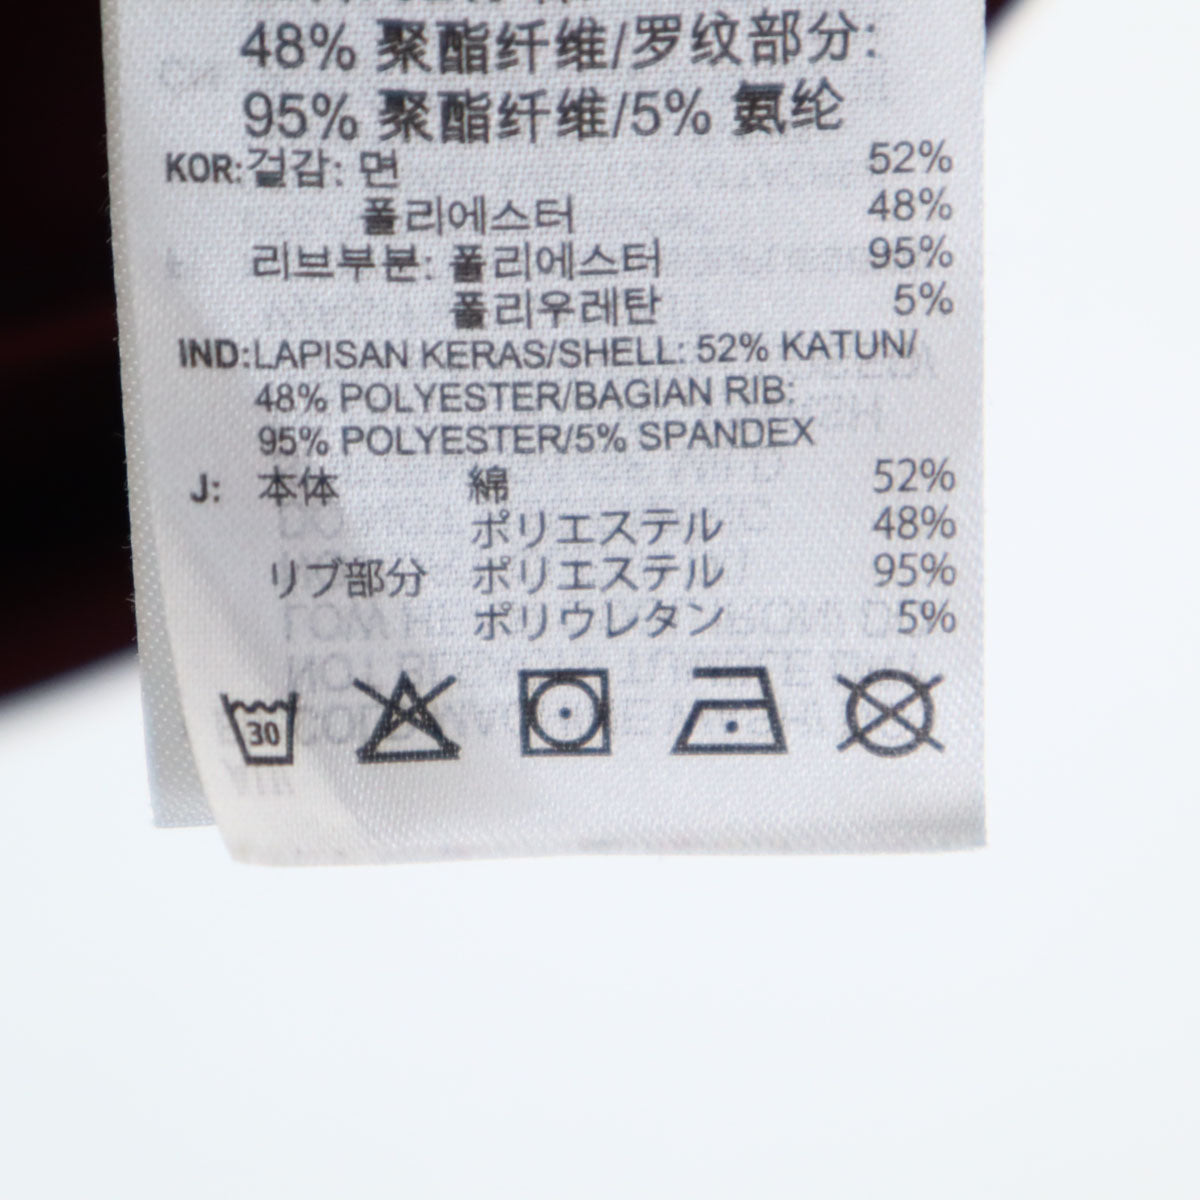 48% 聚酯纤维/罗纹部分:
95% 聚酯纤维/5% 氨纶
KOR:겉감: 면 52%
폴리에스터 48%
리브부분: 폴리에스터 95%
폴리우레탄 5%
IND:LAPISAN KERAS/SHELL: 52% KATUN/
48% POLYESTER/BAGIAN RIB:
95% POLYESTER/5% SPANDEX
J: 本体 綿 52%
ポリエステル 48%
リブ部分 ポリエステル 95%
ポリウレタン 5%
30